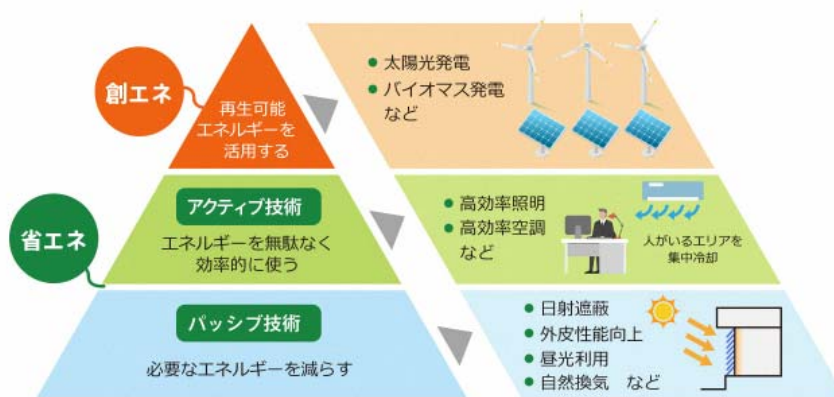 創エネ
再生可能
エネルギーを
活用する
● 太陽光発電
● バイオマス発電
など
省エネ
アクティブ技術
エネルギーを無駄なく
効率的に使う
● 高効率照明
● 高効率空調
など
人がいるエリアを
集中冷却
パッシブ技術
必要なエネルギーを減らす
● 日射遮蔽
● 外皮性能向上
● 昼光利用
● 自然換気 など